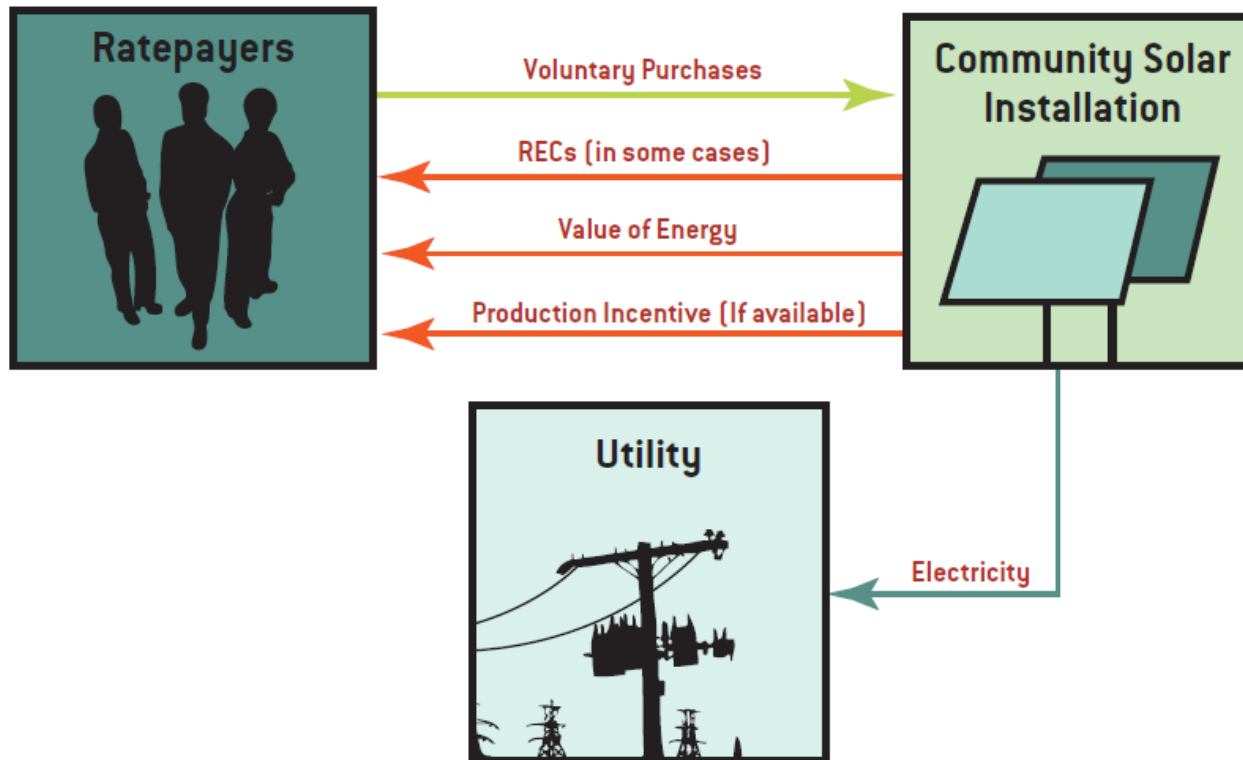 Ratepayers
Voluntary Purchases
Community Solar
Installation
RECs (in some cases)
Value of Energy
Production Incentive (If available)
Utility
Electricity